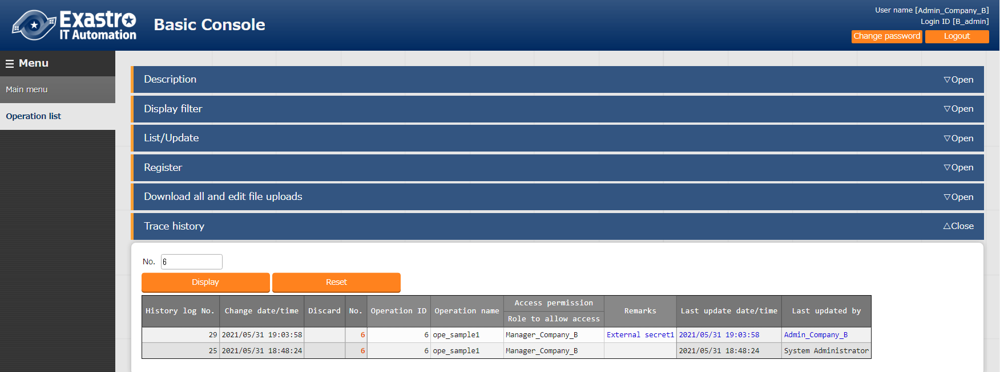 Exastro
IT Automation
Basic Console
User name [Admin_Company_B]
Login ID [B_admin]
Change password
Logout
Menu
Main menu
Operation list
Description ▽Open
Display filter ▽Open
List/Update ▽Open
Register ▽Open
Download all and edit file uploads ▽Open
Trace history △Close
No. 6
Display Reset
History log No. Change date/time Discard No. Operation ID Operation name Access permission Role to allow access Remarks Last update date/time Last updated by
29 2021/05/31 19:03:58 6 6 ope_sample1 Manager_Company_B External secret1 2021/05/31 19:03:58 Admin_Company_B
25 2021/05/31 18:48:24 6 6 ope_sample1 Manager_Company_B 2021/05/31 18:48:24 System Administrator